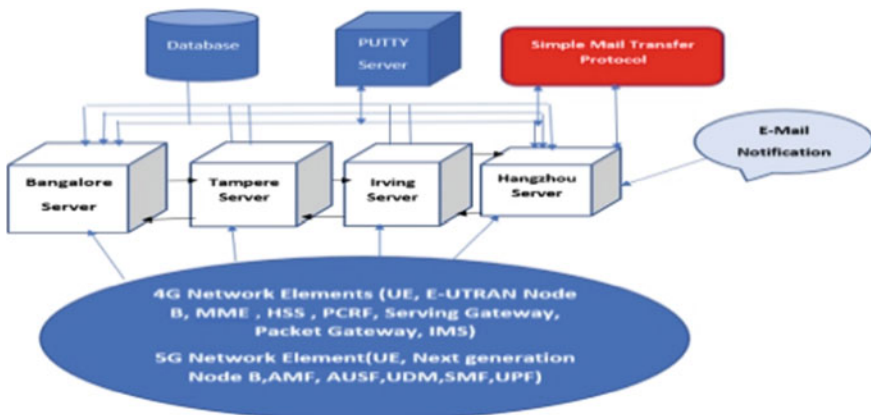 Database
PUTTY
Server
Simple Mail Transfer
Protocol
E-Mail
Notification
Bangalore
Server
Tampere
Server
Irving
Server
Hangzhou
Server
4G Network Elements (UE, E-UTRAN Node
B, MME , HSS , PCRF, Serving Gateway,
Packet Gateway, IMS)
5G Network Element(UE, Next generation
Node B,AMF, AUSF,UDM,SMF,UPF)